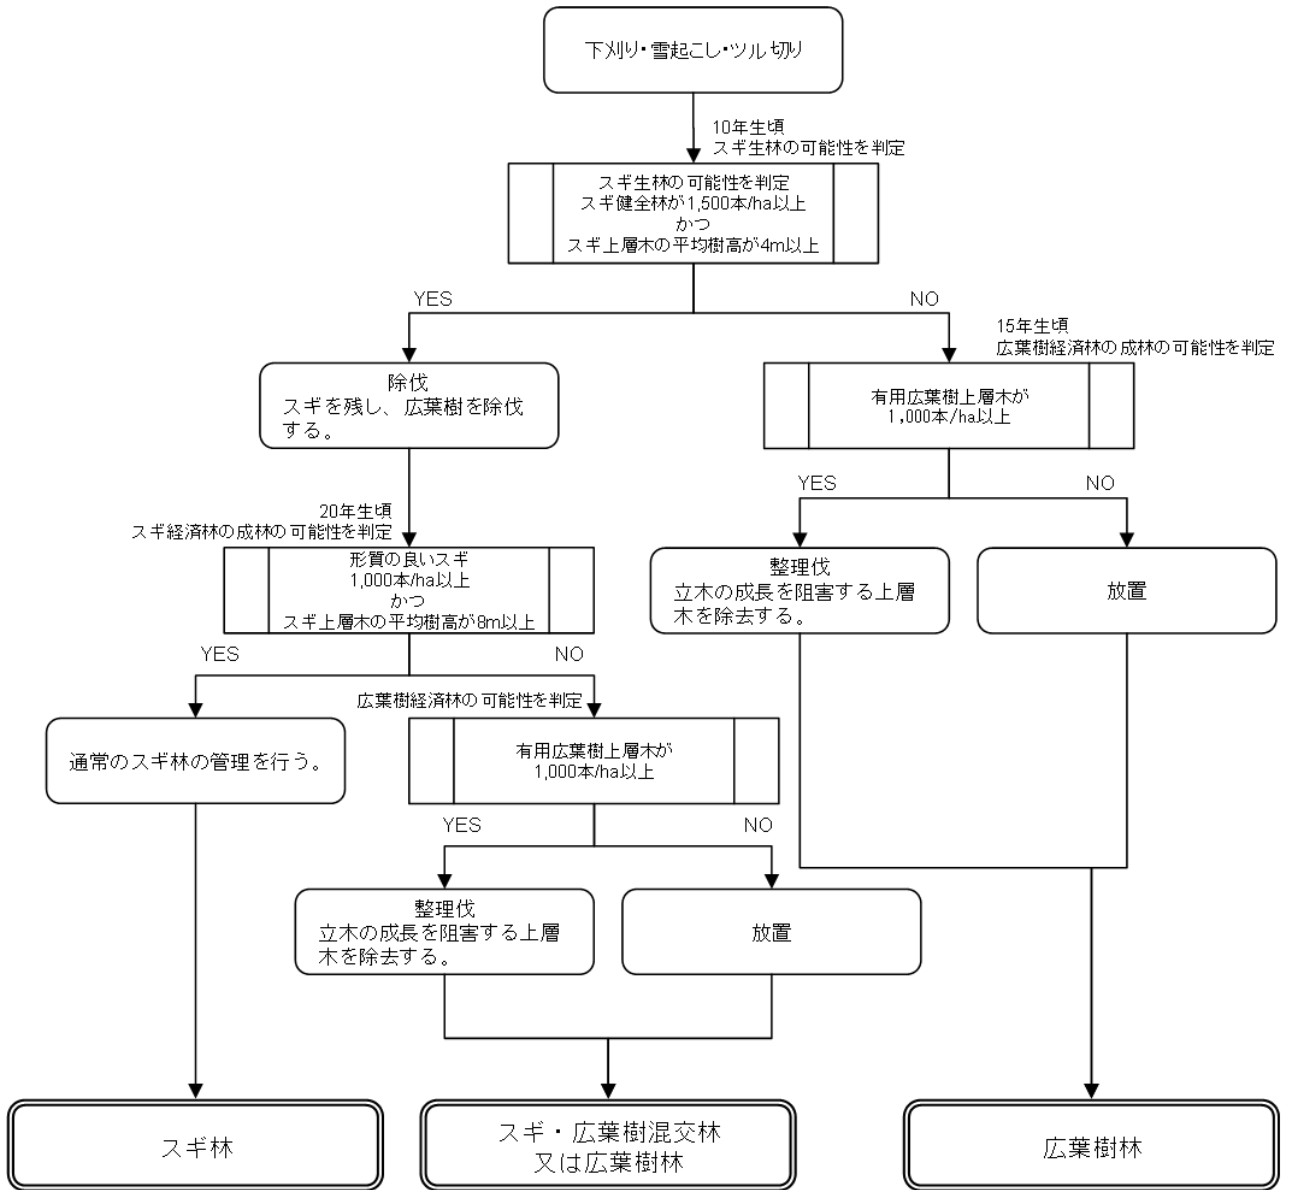 下刈り・雪起こし・ツル切り
10年生頃
スギ生林の可能性を判定
スギ生林の可能性を判定
スギ健全林が1,500本/ha以上
かつ
スギ上層木の平均樹高が4m以上
YES
NO
15年生頃
広葉樹経済林の成林の可能性を判定
除伐
スギを残し、広葉樹を除伐
する。
有用広葉樹上層木が
1,000本/ha以上
YES
NO
20年生頃
スギ経済林の成林の可能性を判定
形質の良いスギ
1,000本/ha以上
かつ
スギ上層木の平均樹高が8m以上
整理伐
立木の成長を阻害する上層
木を除去する。
放置
YES
NO
広葉樹経済林の可能性を判定
通常のスギ林の管理を行う。
有用広葉樹上層木が
1,000本/ha以上
YES
NO
整理伐
立木の成長を阻害する上層
木を除去する。
放置
スギ林
スギ・広葉樹混交林
又は広葉樹林
広葉樹林